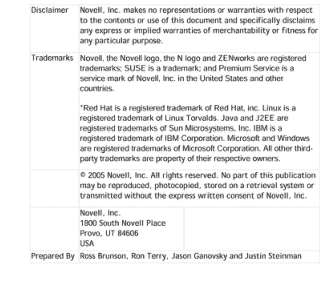 Disclaimer Novell, Inc. makes no representations or warranties with respect
to the contents or use of this document and specifically disclaims
any express or implied warranties of merchantability or fitness for
any particular purpose.
Trademarks Novell, the Novell logo, the N logo and ZENworks are registered
trademarks; SUSE is a trademark; and Premium Service is a
service mark of Novell, Inc. in the United States and other
countries.
*Red Hat is a registered trademark of Red Hat, inc. Linux is a
registered trademark of Linus Torvalds. Java and J2EE are
registered trademarks of Sun Microsystems, Inc. IBM is a
registered trademark of IBM Corporation. Microsoft and Windows
are registered trademarks of Microsoft Corporation. All other third-
party trademarks are property of their respective owners.
© 2005 Novell, Inc. All rights reserved. No part of this publication
may be reproduced, photocopied, stored on a retrieval system or
transmitted without the express written consent of Novell, Inc.
Novell, Inc.
1800 South Novell Place
Provo, UT 84606
USA
Prepared By Ross Brunson, Ron Terry, Jason Ganovsky and Justin Steinman